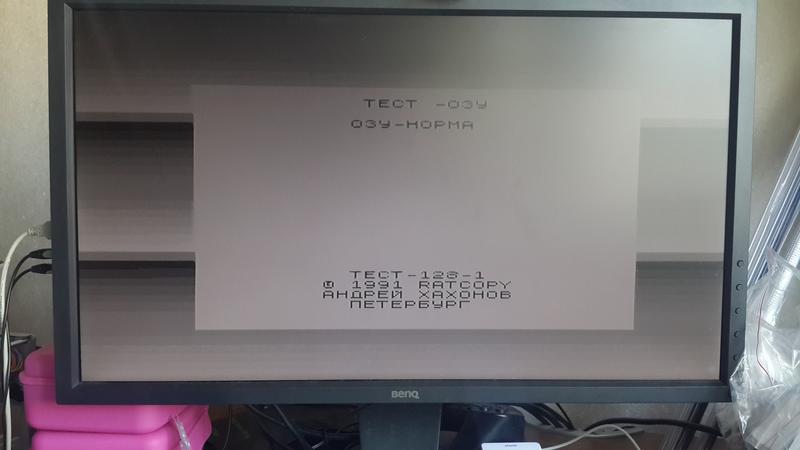 ТЕСТ -ОЗУ
ОЗУ-НОРМА
ТЕСТ-128-1
© 1991 RATCOPY
АНДРЕЙ ХАХОНОВ
ПЕТЕРБУРГ
BenQ